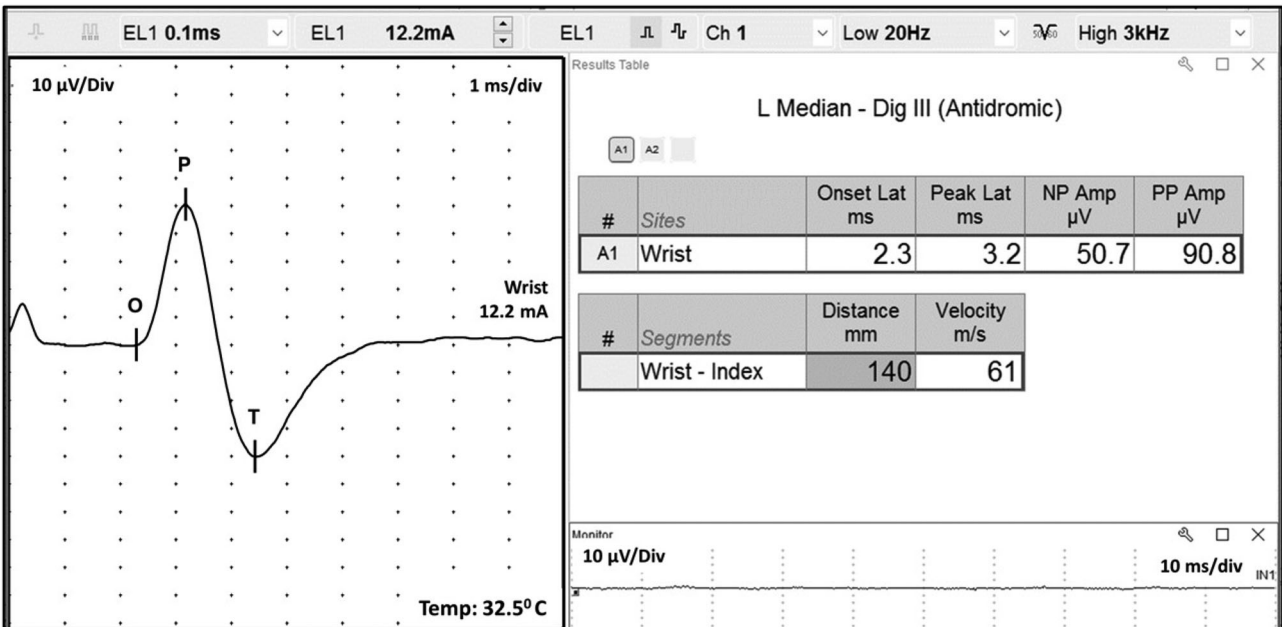 EL1 0.1ms EL1 12.2mA EL1 Ch 1 Low 20Hz 50/60 High 3kHz
10 µV/Div 1 ms/div
P
O
Wrist
12.2 mA
T
Temp: 32.5⁰ C
Results Table
L Median - Dig III (Antidromic)
A1 A2
# Sites Onset Lat ms Peak Lat ms NP Amp µV PP Amp µV
A1 Wrist 2.3 3.2 50.7 90.8
# Segments Distance mm Velocity m/s
Wrist - Index 140 61
Monitor
10 µV/Div 10 ms/div IN1